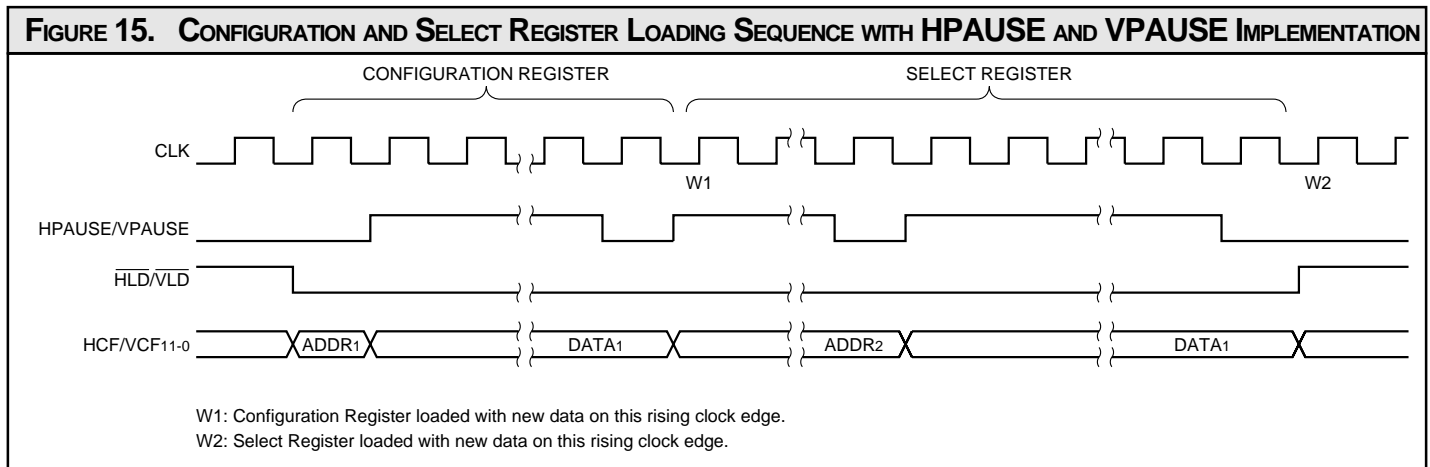 FIGURE 15. CONFIGURATION AND SELECT REGISTER LOADING SEQUENCE WITH HPAUSE AND VPAUSE IMPLEMENTATION
CONFIGURATION REGISTER SELECT REGISTER
CLK
W1 W2
HPAUSE/VPAUSE
HLD/VLD
HCF/VCF11-0 ADDR1 DATA1 ADDR2 DATA1
W1: Configuration Register loaded with new data on this rising clock edge.
W2: Select Register loaded with new data on this rising clock edge.